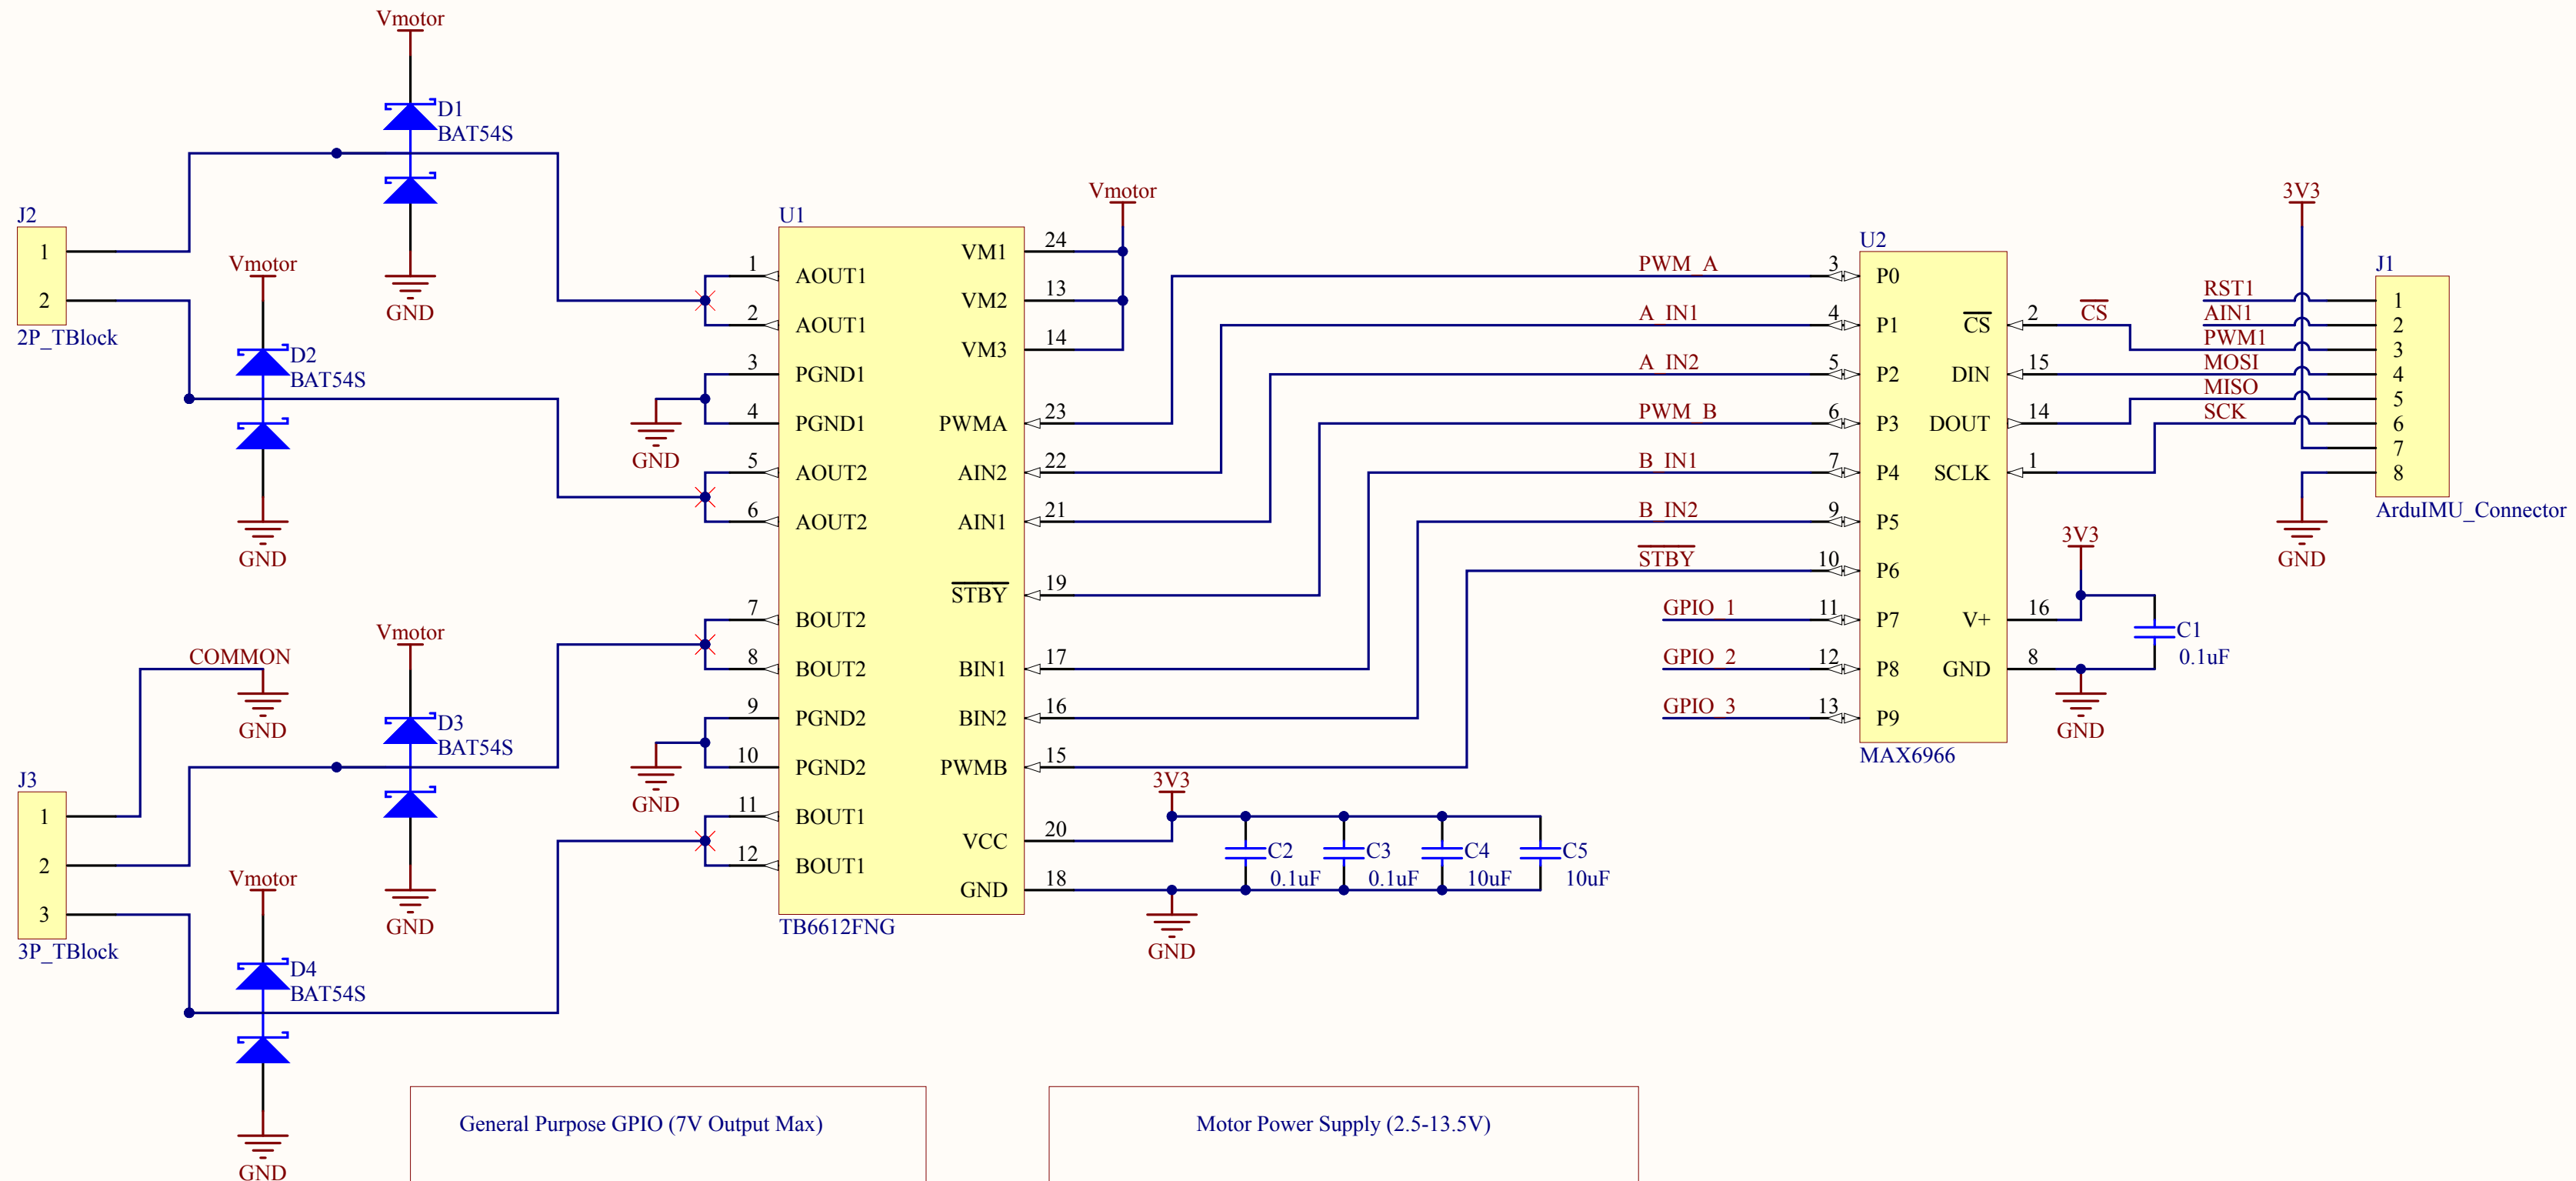 Vmotor
D1
BAT54S
GND
J2
1
2
2P_TBlock
Vmotor
D2
BAT54S
GND
COMMON
GND
Vmotor
D3
BAT54S
GND
J3
1
2
3
3P_TBlock
Vmotor
D4
BAT54S
GND
GND
GND
U1
1 AOUT1
2 AOUT1
3 PGND1
4 PGND1
5 AOUT2
6 AOUT2
7 BOUT2
8 BOUT2
9 PGND2
10 PGND2
11 BOUT1
12 BOUT1
Vmotor
VM1 24
VM2 13
VM3 14
PWMA 23
AIN2 22
AIN1 21
STBY 19
BIN1 17
BIN2 16
PWMB 15
VCC 20
GND 18
TB6612FNG
3V3
C2
0.1uF
C3
0.1uF
C4
10uF
C5
10uF
GND
PWM_A
A_IN1
A_IN2
PWM_B
B_IN1
B_IN2
STBY
GPIO_1
GPIO_2
GPIO_3
U2
3 P0
4 P1
5 P2
6 P3
7 P4
9 P5
10 P6
11 P7
12 P8
13 P9
CS 2
DIN 15
DOUT 14
SCLK 1
V+ 16
GND 8
MAX6966
CS
3V3
C1
0.1uF
GND
3V3
RST1
AIN1
PWM1
MOSI
MISO
SCK
J1
1
2
3
4
5
6
7
8
ArduIMU_Connector
GND
General Purpose GPIO (7V Output Max)
Motor Power Supply (2.5-13.5V)